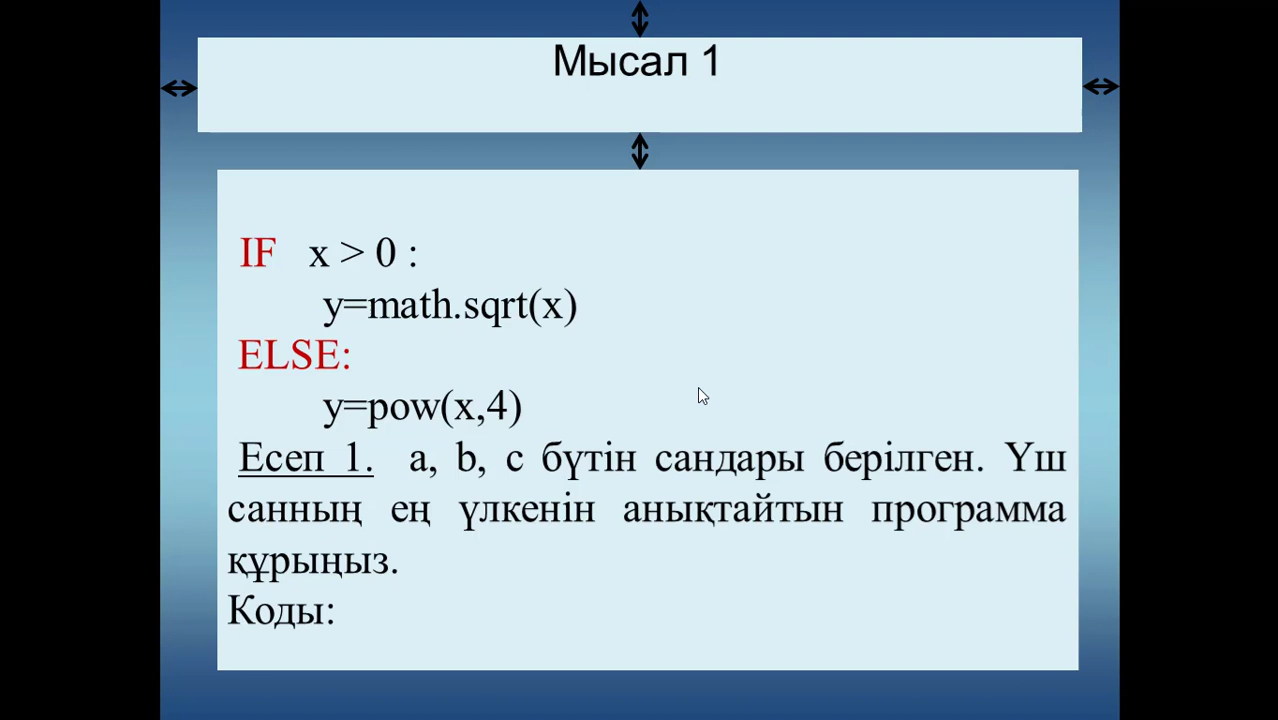 Мысал 1
IF x > 0 :
y=math.sqrt(x)
ELSE:
y=pow(x,4)
Есеп 1. a, b, c бүтін сандары берілген. Үш
санның ең үлкенін анықтайтын программа
құрыңыз.
Коды: